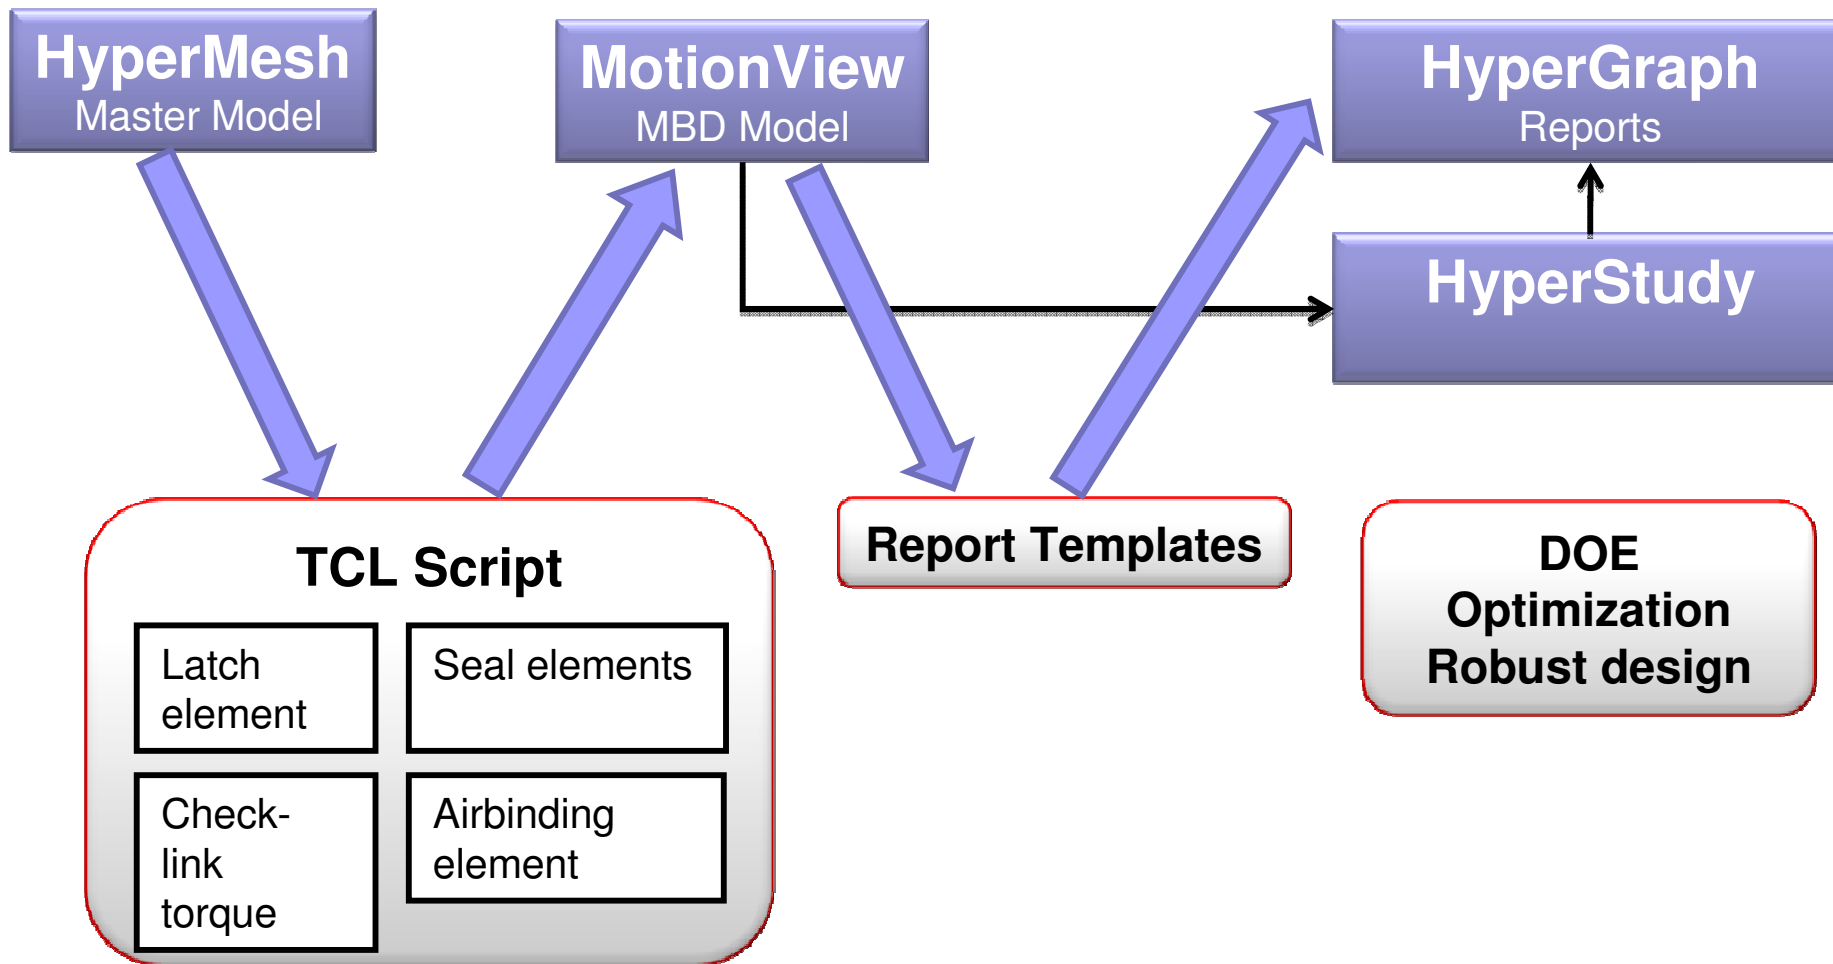 HyperMesh
Master Model
MotionView
MBD Model
HyperGraph
Reports
HyperStudy
TCL Script
Latch
element
Seal elements
Check-
link
torque
Airbinding
element
Report Templates
DOE
Optimization
Robust design